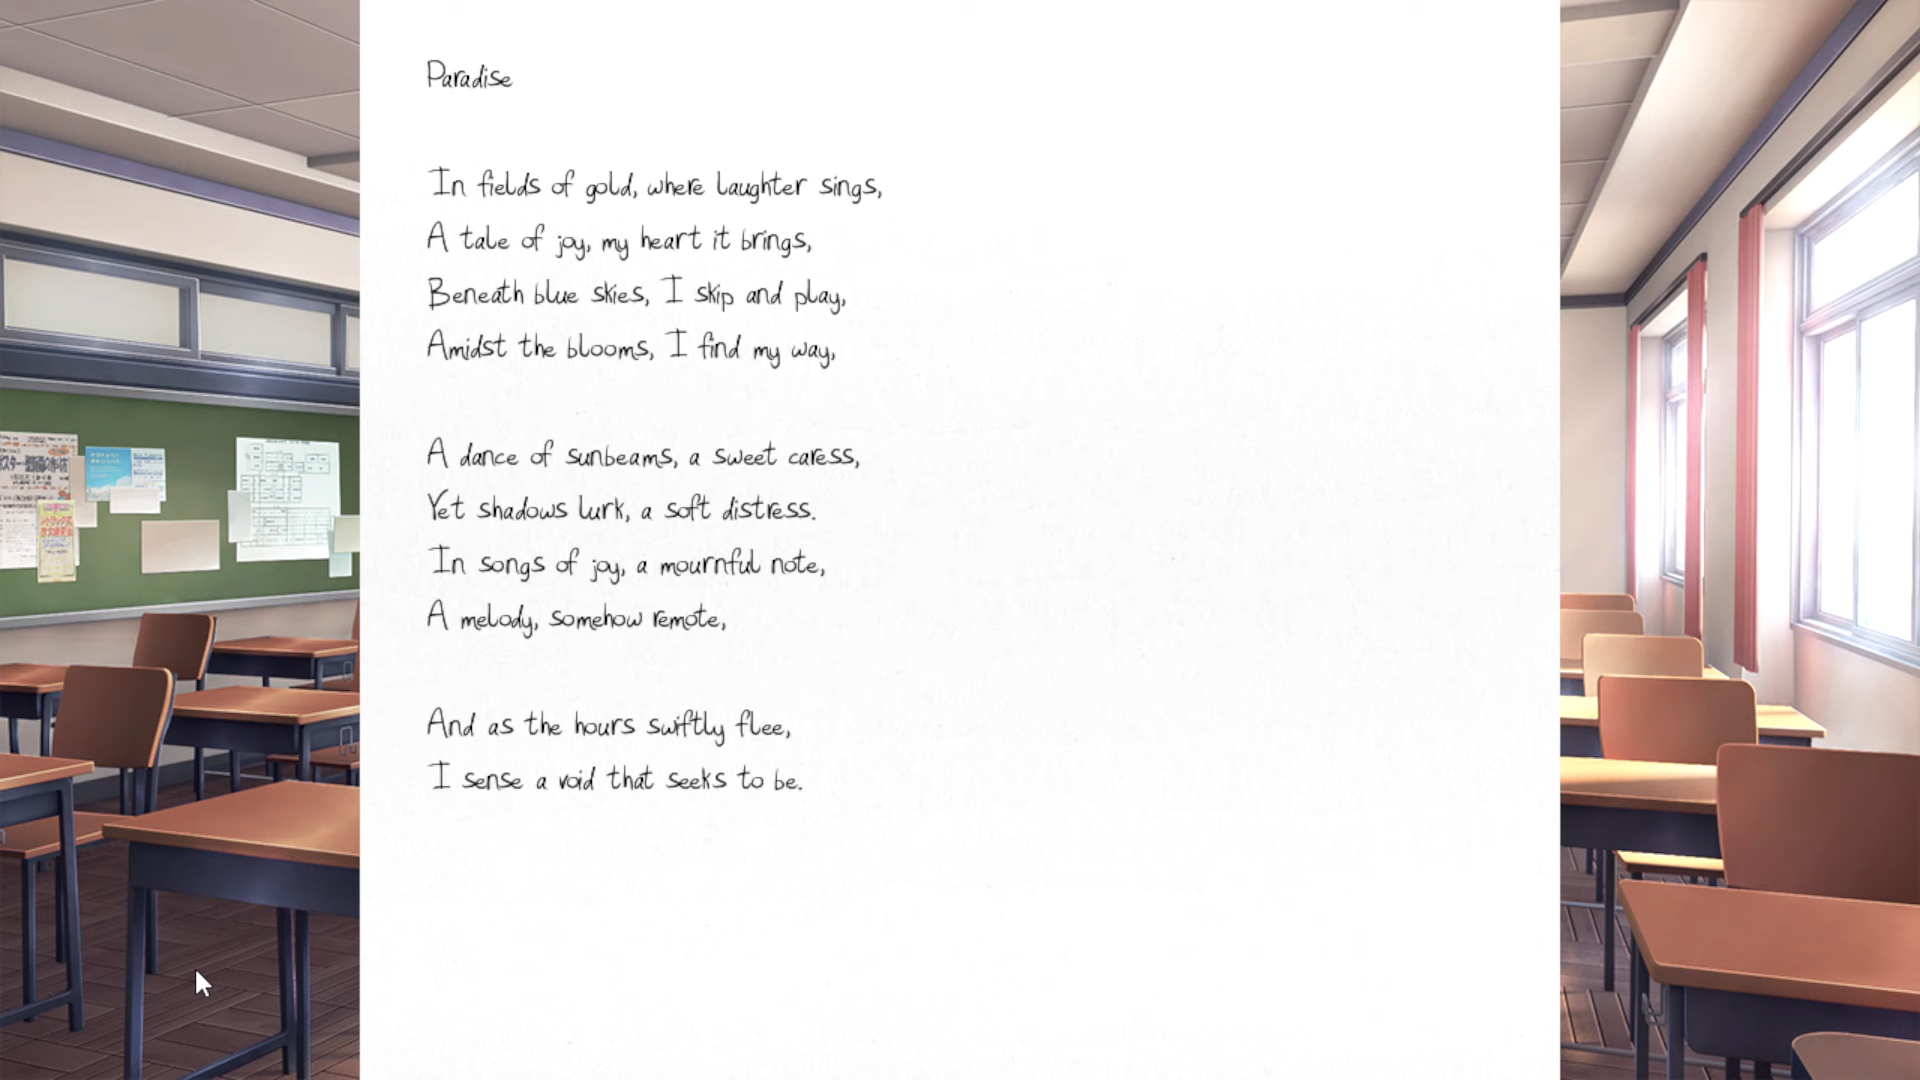 Paradise
In fields of gold, where laughter sings,
A tale of joy, my heart it brings,
Beneath blue skies, I skip and play,
Amidst the blooms, I find my way,
A dance of sunbeams, a sweet caress,
Yet shadows lurk, a soft distress.
In songs of joy, a mournful note,
A melody, somehow remote,
And as the hours swiftly flee,
I sense a void that seeks to be.